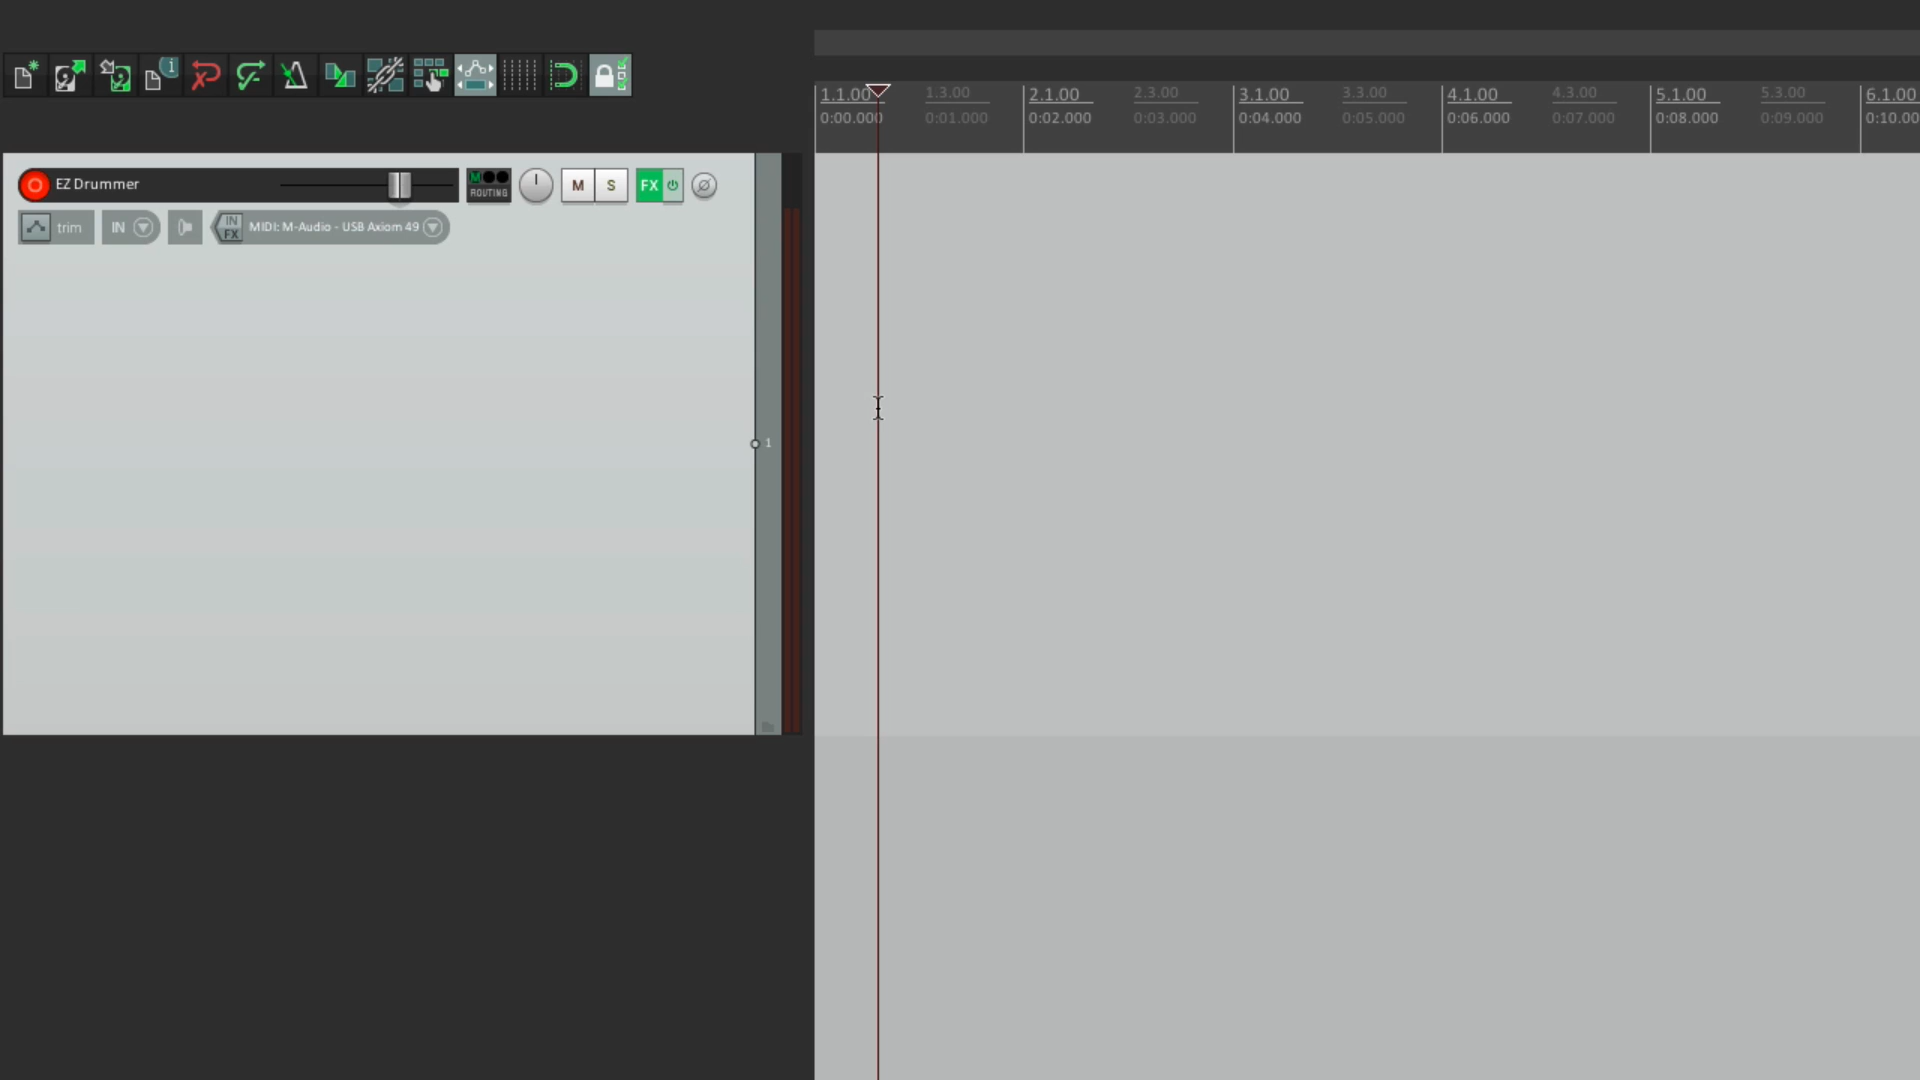 1.1.00 1.3.00 2.1.00 2.3.00 3.1.00 3.3.00 4.1.00 4.3.00 5.1.00 5.3.00 6.1.00
0:00.000 0:01.000 0:02.000 0:03.000 0:04.000 0:05.000 0:06.000 0:07.000 0:08.000 0:09.000 0:10.00
EZ Drummer M ROUTING M S FX
trim IN IN FX MIDI: M-Audio - USB Axiom 49
1